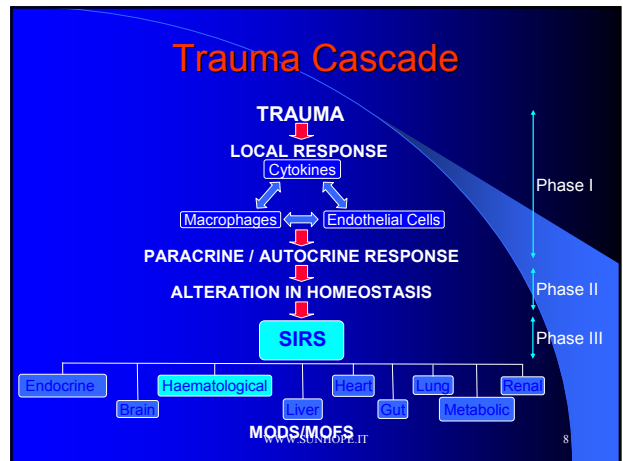 Trauma Cascade
TRAUMA
LOCAL RESPONSE
Cytokines
Phase I
Macrophages
Endothelial Cells
PARACRINE / AUTOCRINE RESPONSE
ALTERATION IN HOMEOSTASIS
Phase II
SIRS
Phase III
Endocrine
Haematological
Heart
Lung
Renal
Brain
Liver
Gut
Metabolic
MODS/MOFS
WWW.SUNHOPE.IT
8